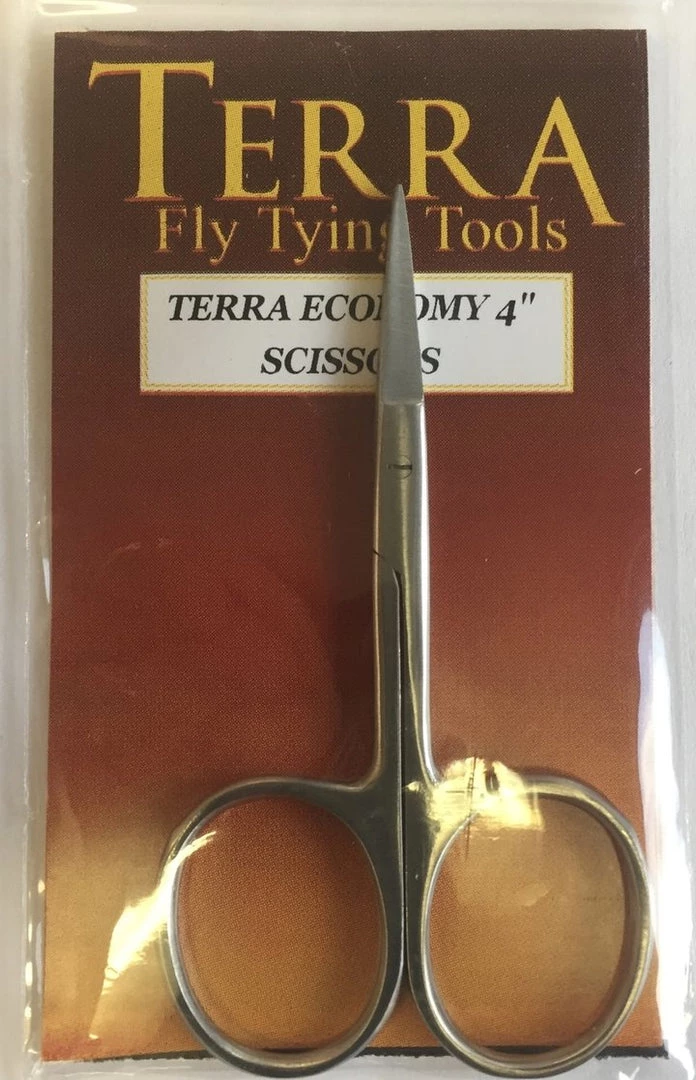 TERRA
Fly Tying Tools
TERRA ECONOMY 4"
SCISSORS